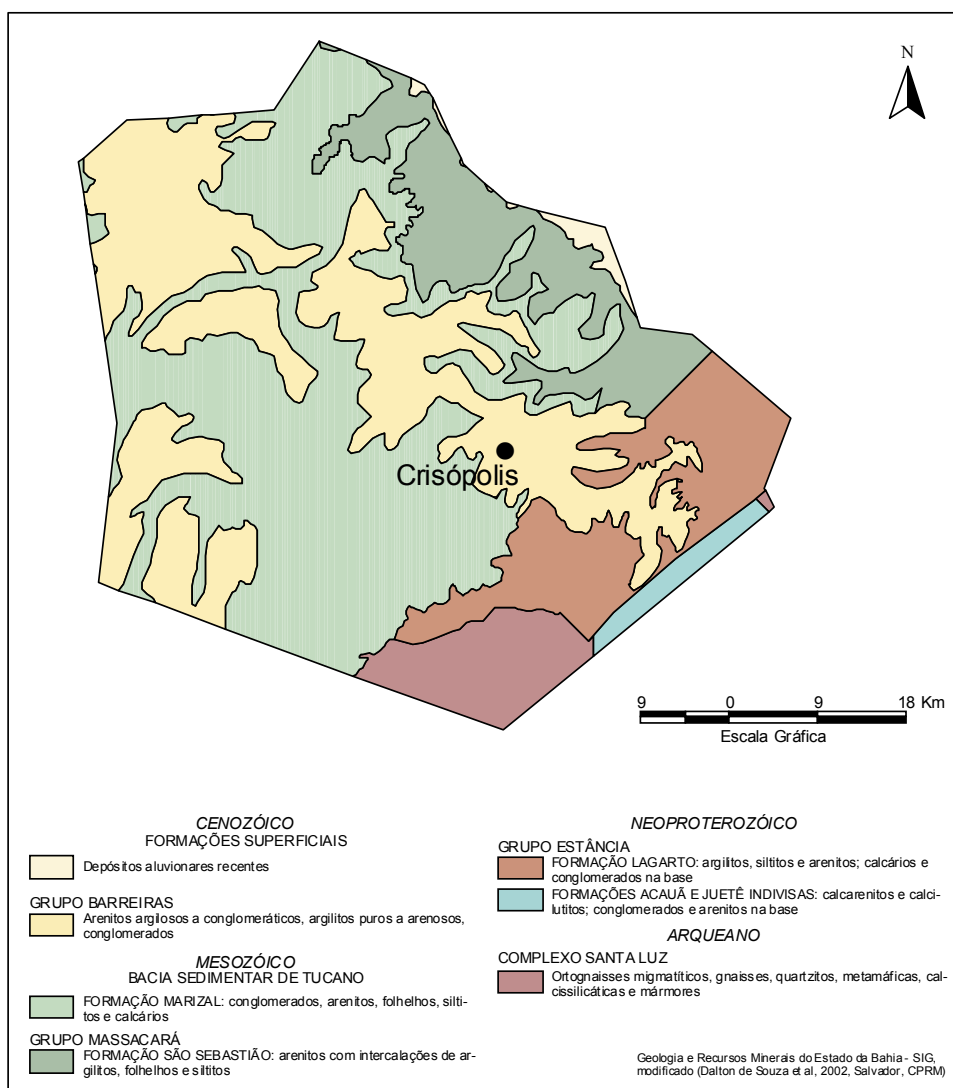 N
Crisópolis
9 0 9 18 Km
Escala Gráfica
CENOZÓICO
FORMAÇÕES SUPERFICIAIS
Depósitos aluvionares recentes
GRUPO BARREIRAS
Arenitos argilosos a conglomeráticos, argilitos puros a arenosos,
conglomerados
MESOZÓICO
BACIA SEDIMENTAR DE TUCANO
FORMAÇÃO MARIZAL: conglomerados, arenitos, folhelhos, silti-
tos e calcários
GRUPO MASSACARÁ
FORMAÇÃO SÃO SEBASTIÃO: arenitos com intercalações de ar-
gilitos, folhelhos e siltitos
NEOPROTEROZÓICO
GRUPO ESTÂNCIA
FORMAÇÃO LAGARTO: argilitos, siltitos e arenitos; calcários e
conglomerados na base
FORMAÇÕES ACAUÃ E JUETÊ INDIVISAS: calcarenitos e calci-
lutitos; conglomerados e arenitos na base
ARQUEANO
COMPLEXO SANTA LUZ
Ortognaisses migmatíticos, gnaisses, quartzitos, metamáficas, cal-
cissilicáticas e mármores
Geologia e Recursos Minerais do Estado da Bahia - SIG,
modificado (Dalton de Souza et al, 2002, Salvador, CPRM)